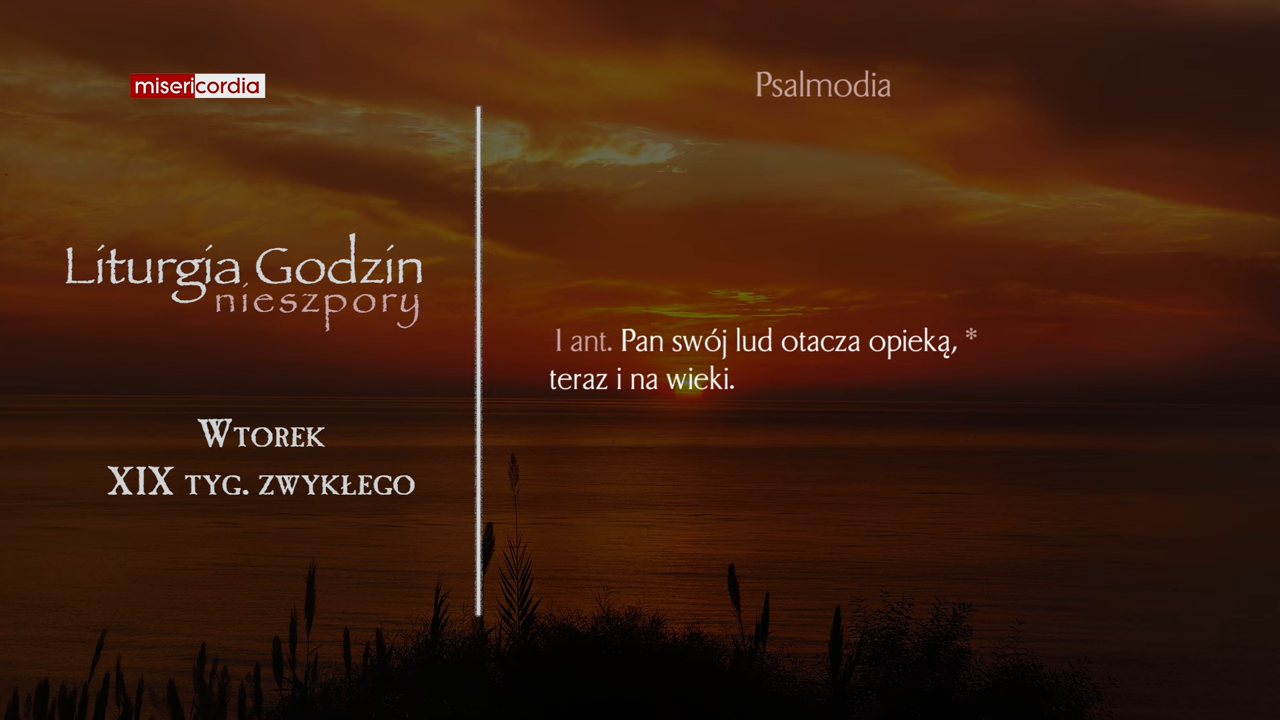 misericordia
Psalmodia
Liturgia Godzin
nieszpory
Wtorek
XIX tyg. zwykłego
I ant. Pan swój lud otacza opieką, *
teraz i na wieki.